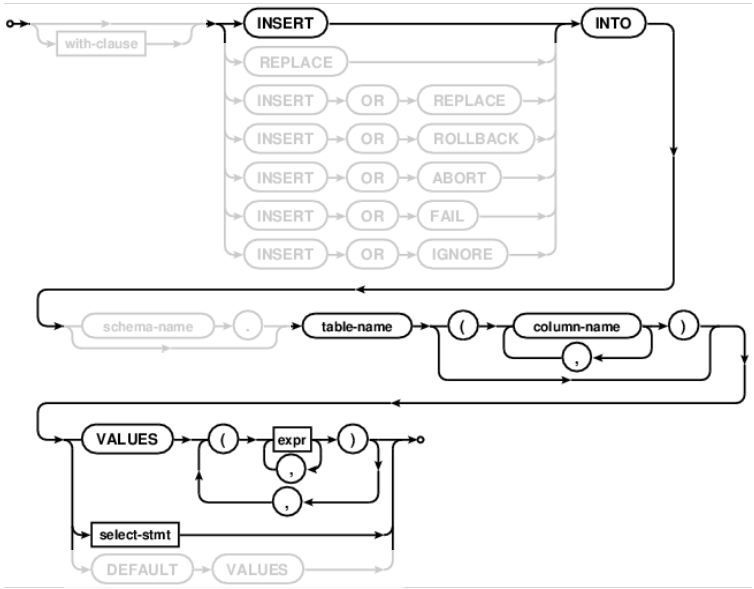 INSERT INTO
with-clause
REPLACE
INSERT OR REPLACE
INSERT OR ROLLBACK
INSERT OR ABORT
INSERT OR FAIL
INSERT OR IGNORE
schema-name . table-name ( column-name )
,
VALUES ( expr )
,
,
select-stmt
DEFAULT VALUES